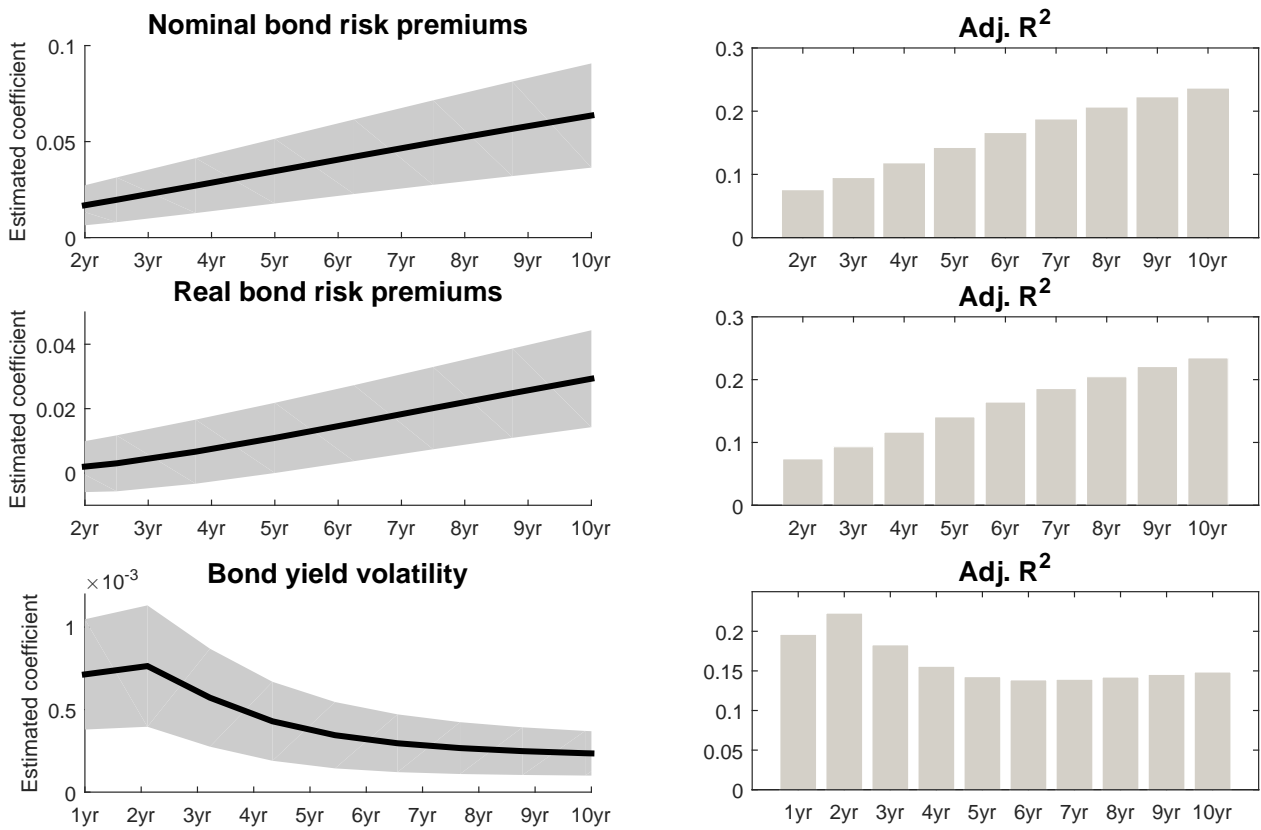 Nominal bond risk premiums
Estimated coefficient
0.1
0.05
0
2yr 3yr 4yr 5yr 6yr 7yr 8yr 9yr 10yr
Adj. R²
0.3
0.2
0.1
0
2yr 3yr 4yr 5yr 6yr 7yr 8yr 9yr 10yr
Real bond risk premiums
Estimated coefficient
0.04
0.02
0
2yr 3yr 4yr 5yr 6yr 7yr 8yr 9yr 10yr
Adj. R²
0.3
0.2
0.1
0
2yr 3yr 4yr 5yr 6yr 7yr 8yr 9yr 10yr
Bond yield volatility
×10⁻³
Estimated coefficient
1
0.5
0
1yr 2yr 3yr 4yr 5yr 6yr 7yr 8yr 9yr 10yr
Adj. R²
0.2
0.15
0.1
0.05
0
1yr 2yr 3yr 4yr 5yr 6yr 7yr 8yr 9yr 10yr